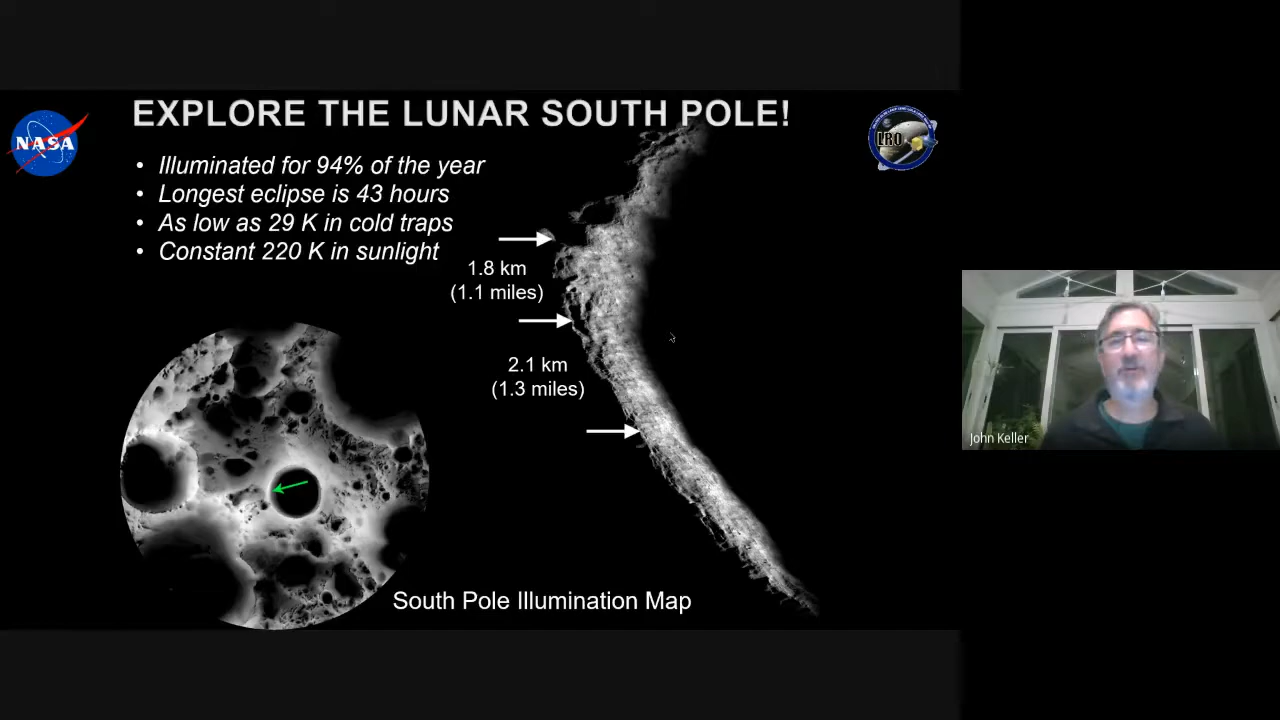 EXPLORE THE LUNAR SOUTH POLE!
NASA
LRO
• Illuminated for 94% of the year
• Longest eclipse is 43 hours
• As low as 29 K in cold traps
• Constant 220 K in sunlight
1.8 km
(1.1 miles)
2.1 km
(1.3 miles)
South Pole Illumination Map
John Keller